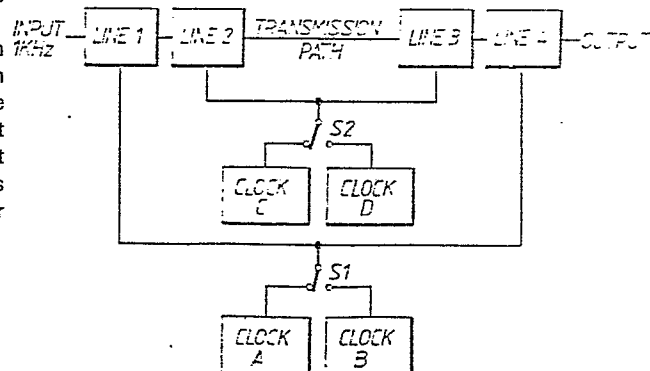 INPUT
1KHz
LINE 1
LINE 2
TRANSMISSION
PATH
LINE 3
LINE 4
OUTPUT
S2
CLOCK
C
CLOCK
D
S1
CLOCK
A
CLOCK
B